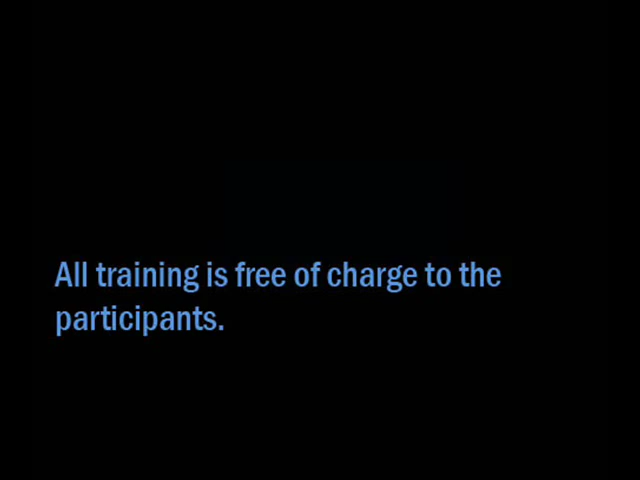 All training is free of charge to the
participants.